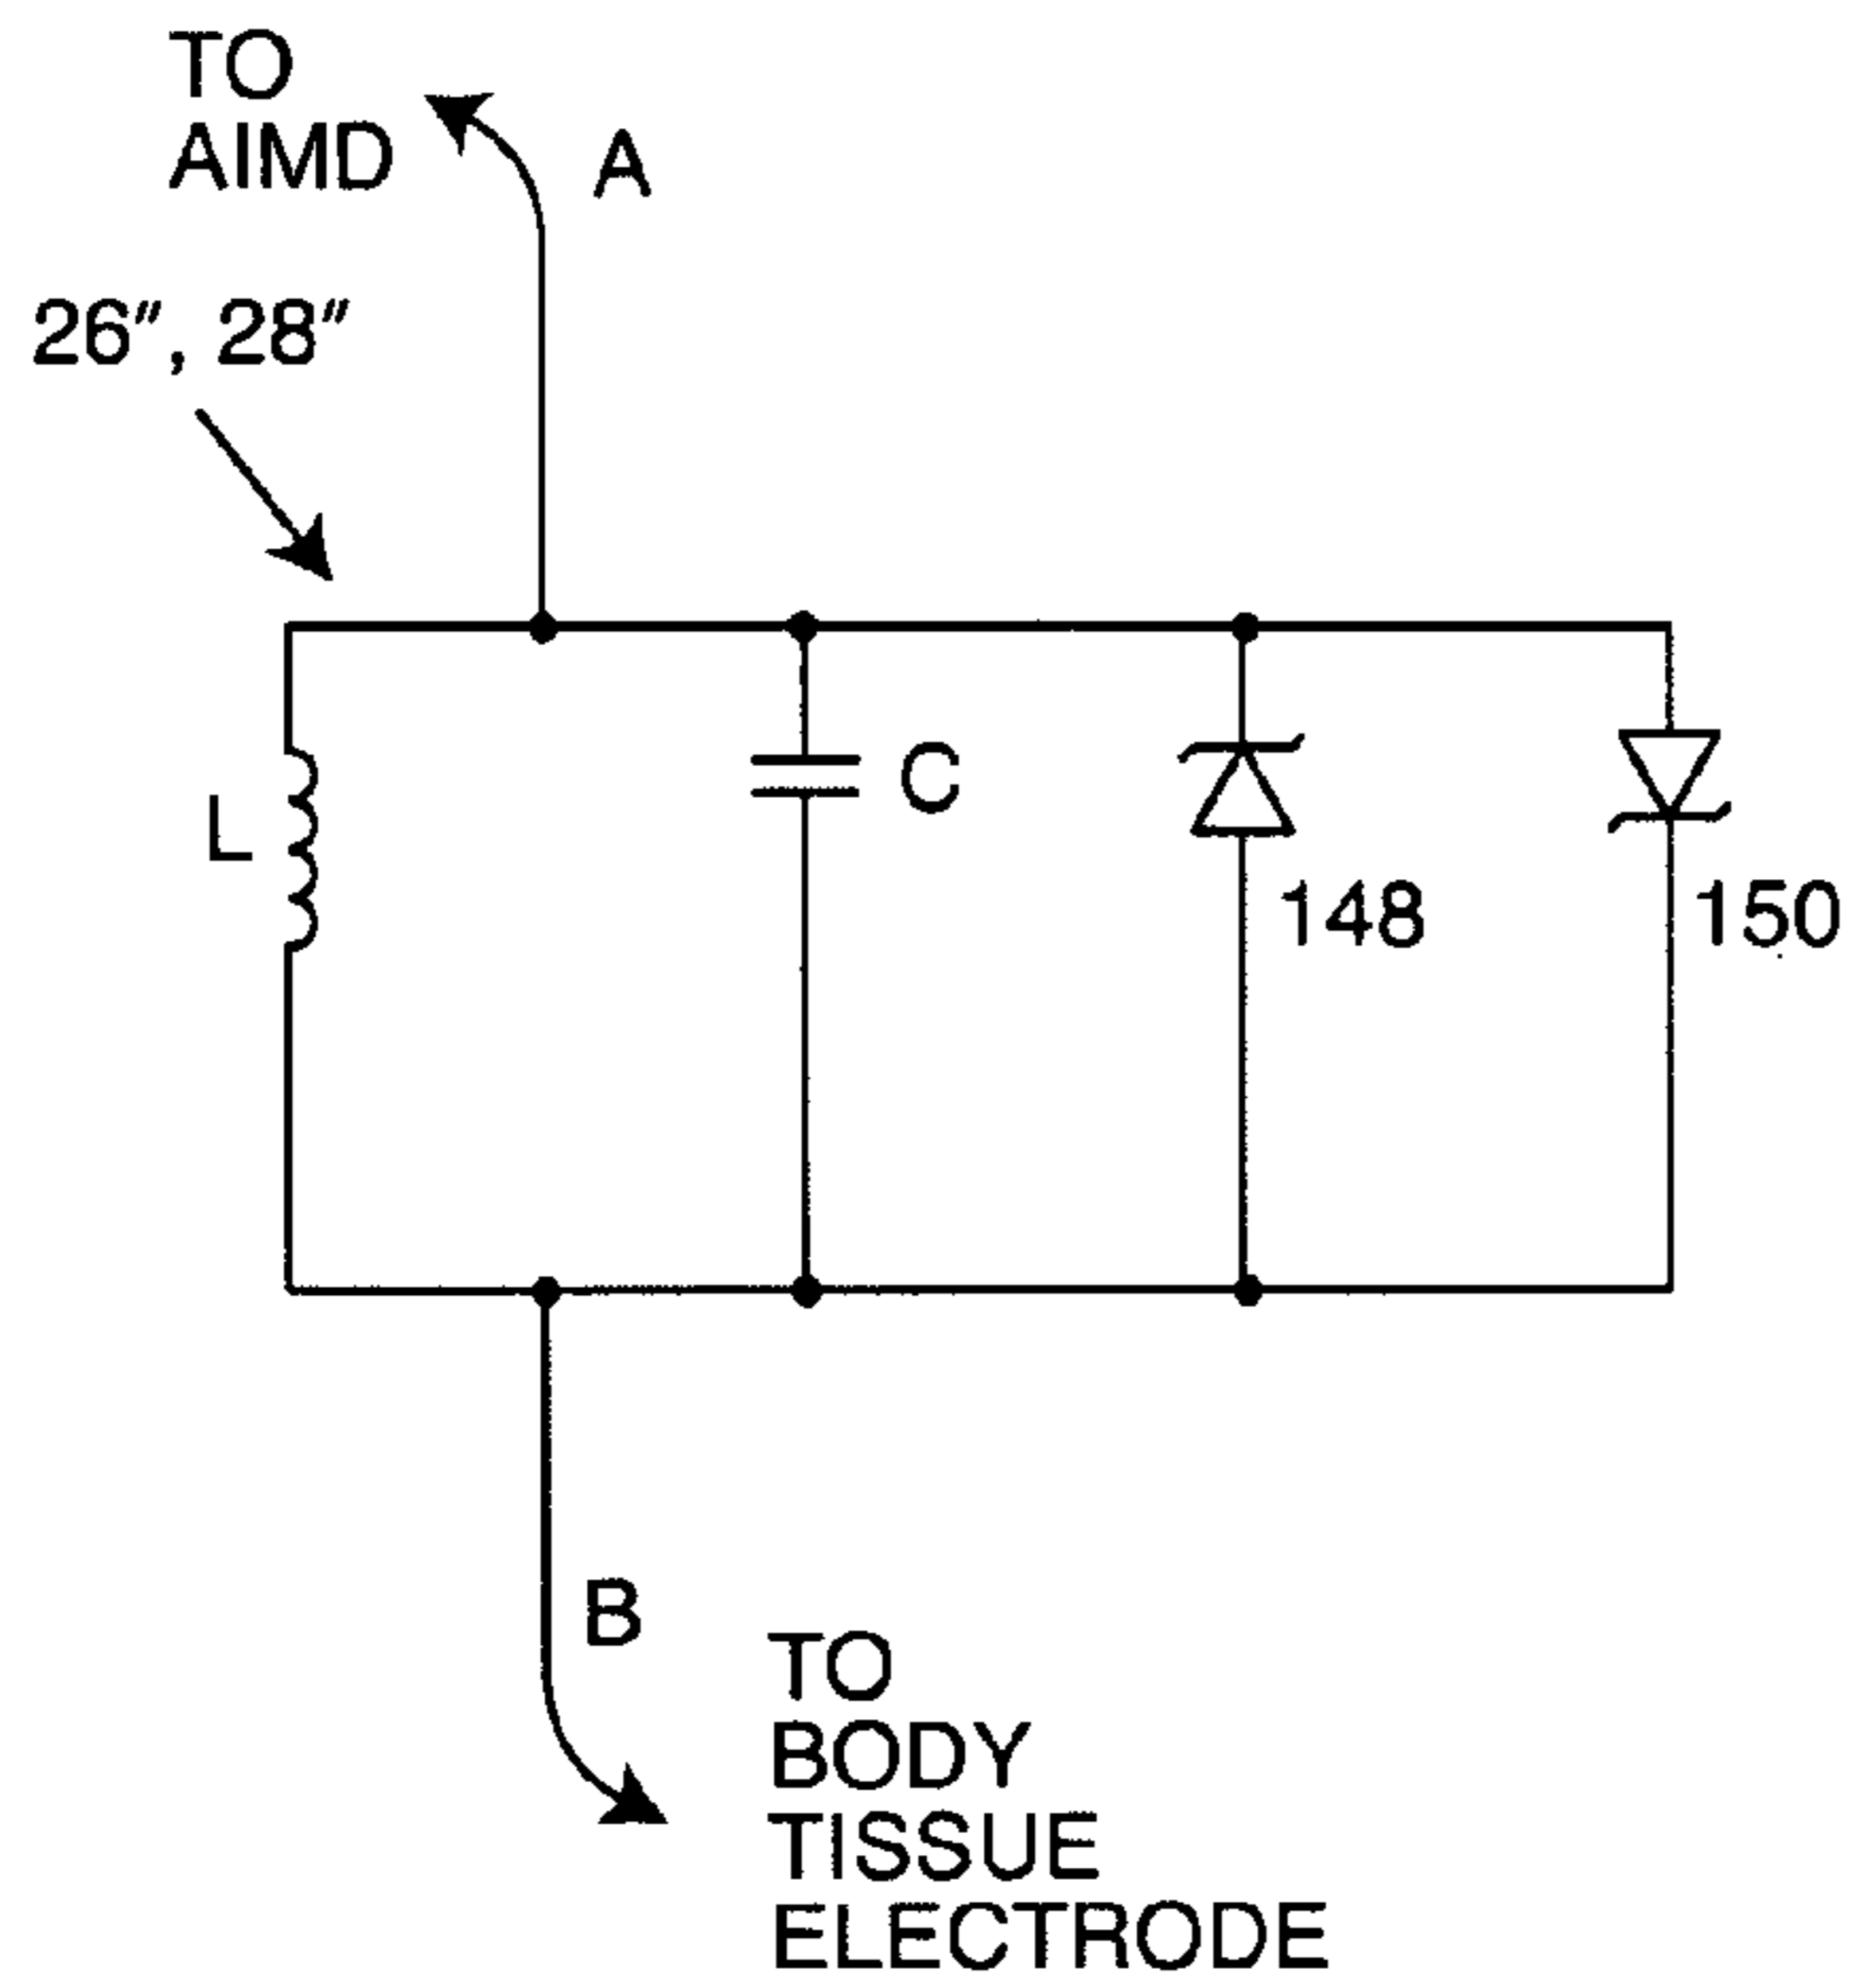 TO
AIMD
A
26″, 28″
L
C
148
150
B
TO
BODY
TISSUE
ELECTRODE